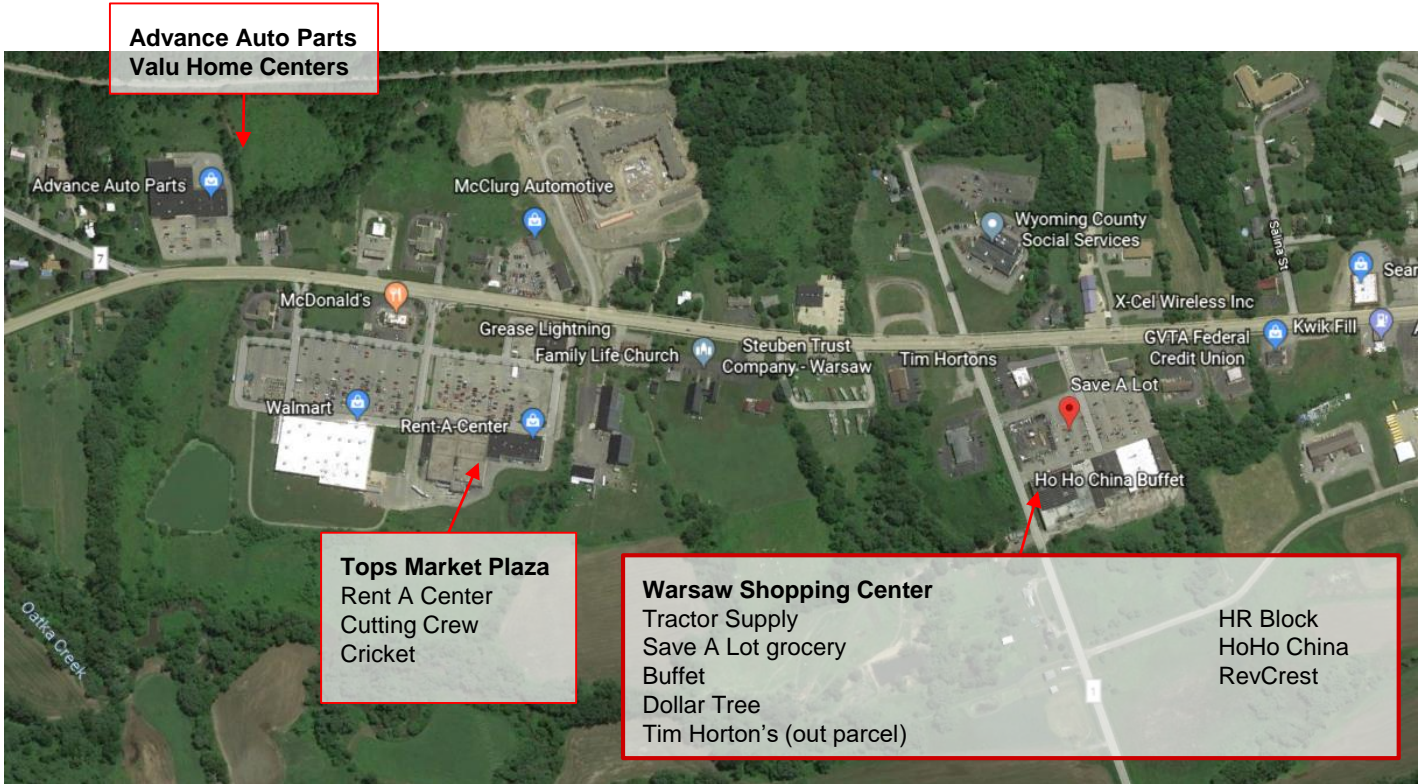 Advance Auto Parts
Valu Home Centers
Advance Auto Parts
McClurg Automotive
Wyoming County
Social Services
Salina St
7
Sear
McDonald's
X-Cel Wireless Inc
Grease Lightning
Family Life Church
Steuben Trust
Company - Warsaw
Tim Hortons
GVTA Federal
Credit Union
Kwik Fill
A
Save A Lot
Walmart
Rent-A-Center
Ho Ho China Buffet
Tops Market Plaza
Rent A Center
Cutting Crew
Cricket
Warsaw Shopping Center
Tractor Supply
HR Block
Save A Lot grocery
HoHo China
Buffet
RevCrest
Dollar Tree
Tim Horton's (out parcel)
Oatka Creek
1